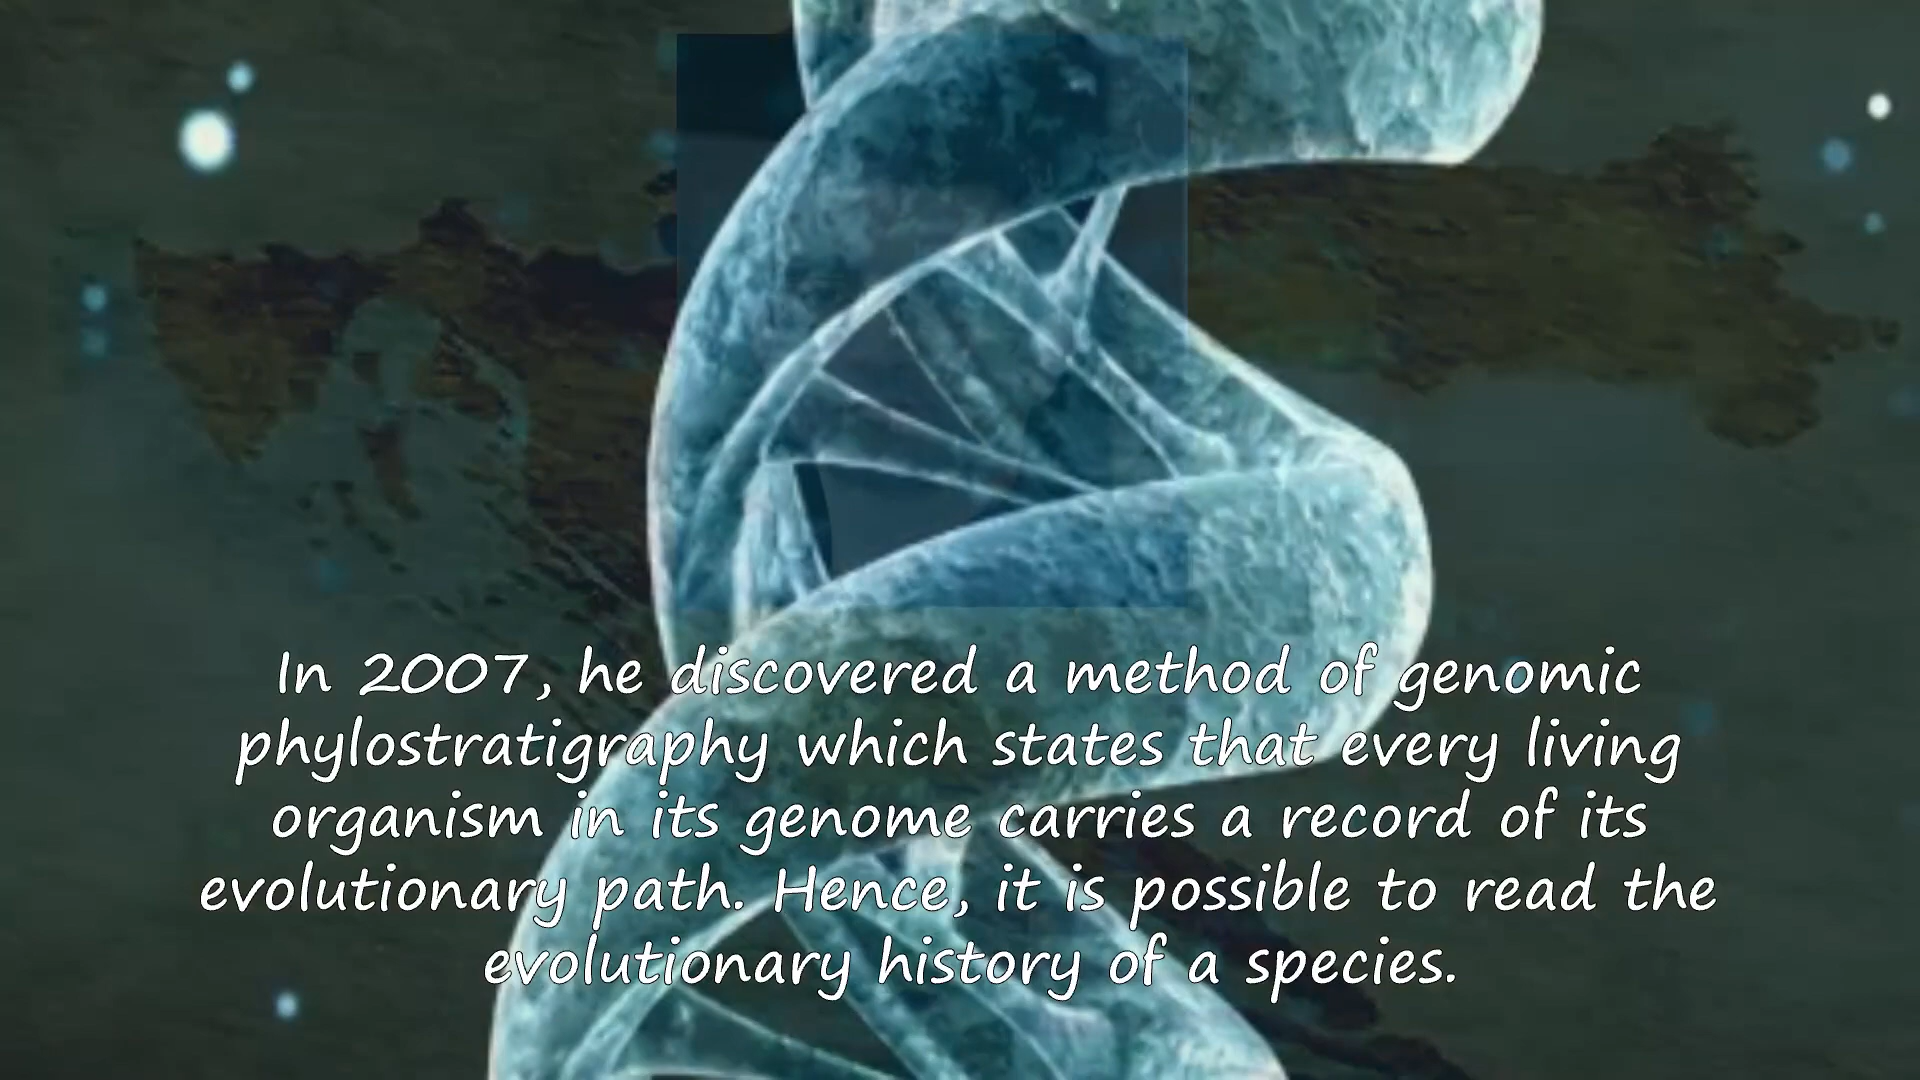 In 2007, he discovered a method of genomic
phylostratigraphy which states that every living
organism in its genome carries a record of its
evolutionary path. Hence, it is possible to read the
evolutionary history of a species.